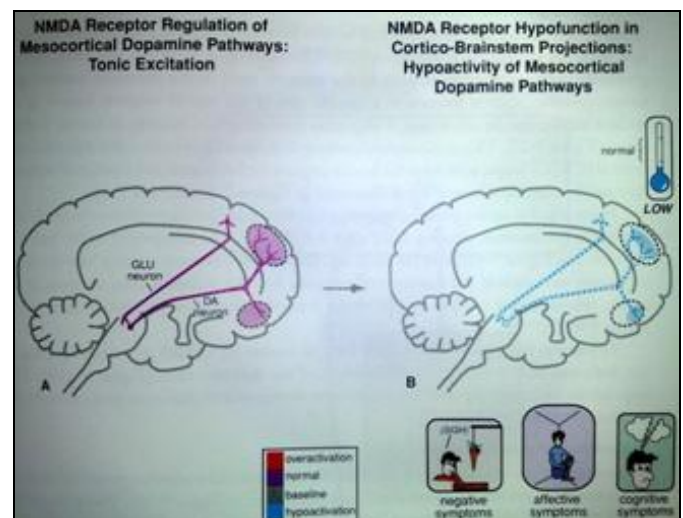 NMDA Receptor Regulation of
Mesocortical Dopamine Pathways:
Tonic Excitation
NMDA Receptor Hypofunction in
Cortico-Brainstem Projections:
Hypoactivity of Mesocortical
Dopamine Pathways
normal
LOW
GLU
neuron
DA
neuron
A
B
overactivation
normal
baseline
hypoactivation
negative
symptoms
affective
symptoms
cognitive
symptoms